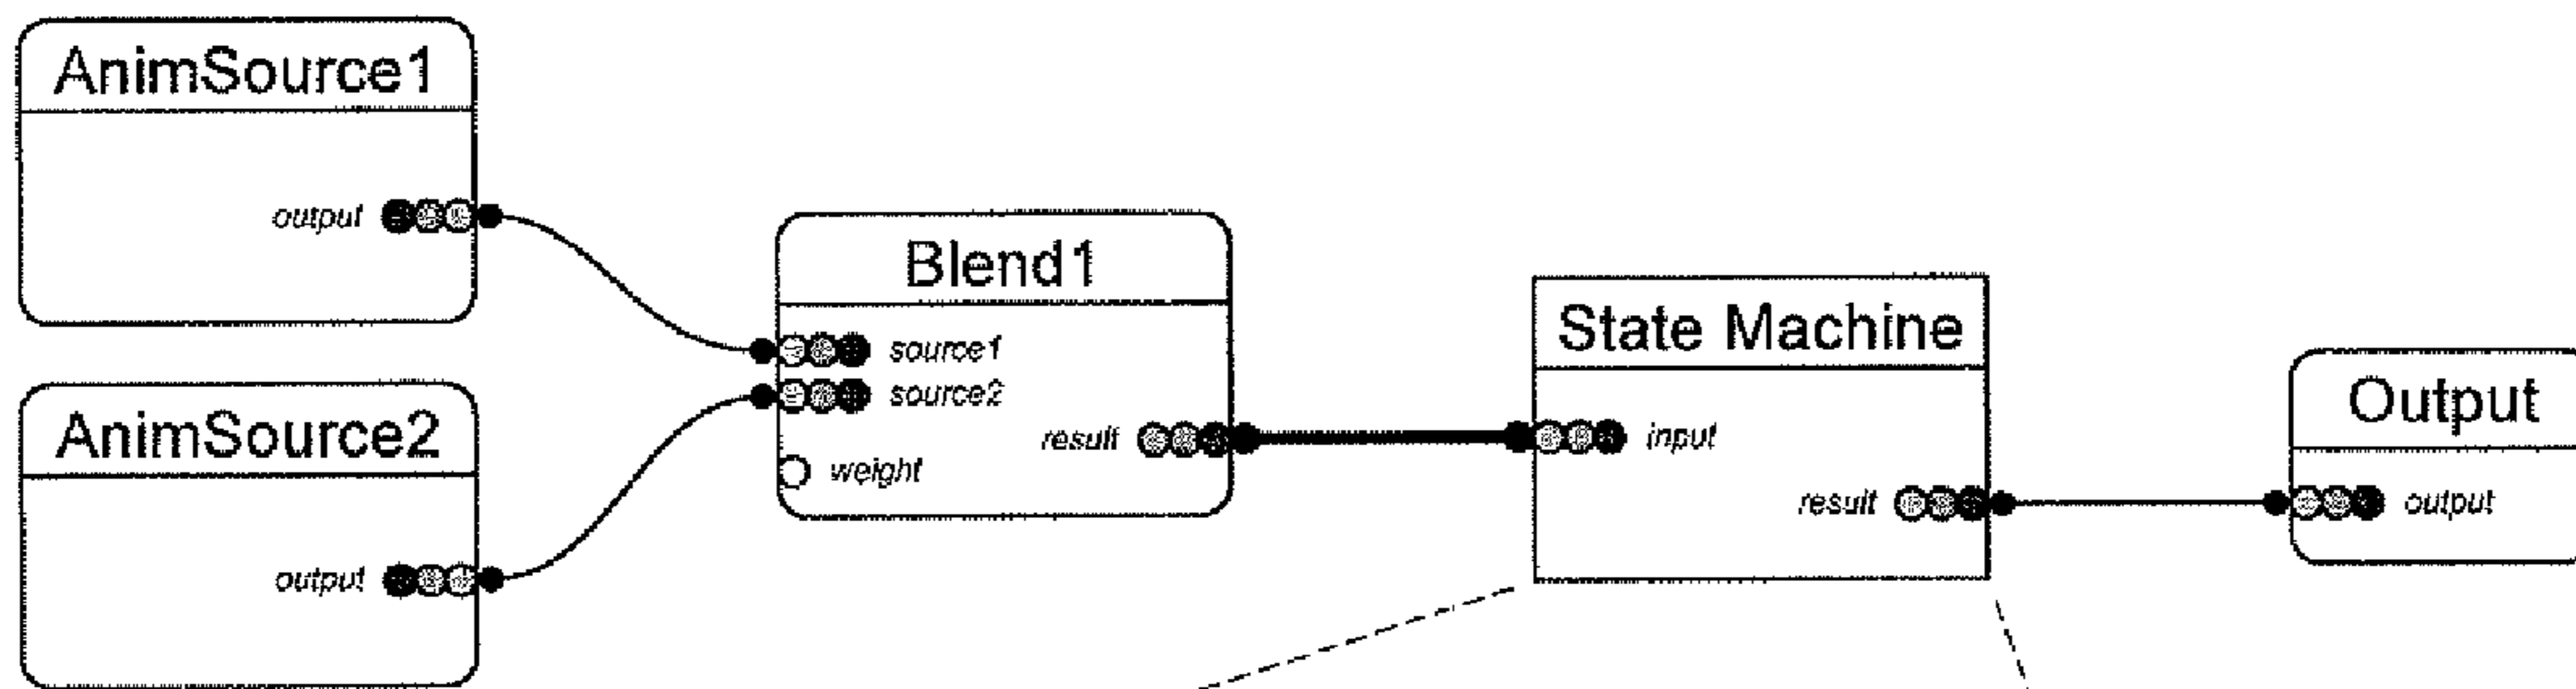 AnimSource1
output
AnimSource2
output
Blend1
source1
source2
result
weight
State Machine
input
result
Output
output